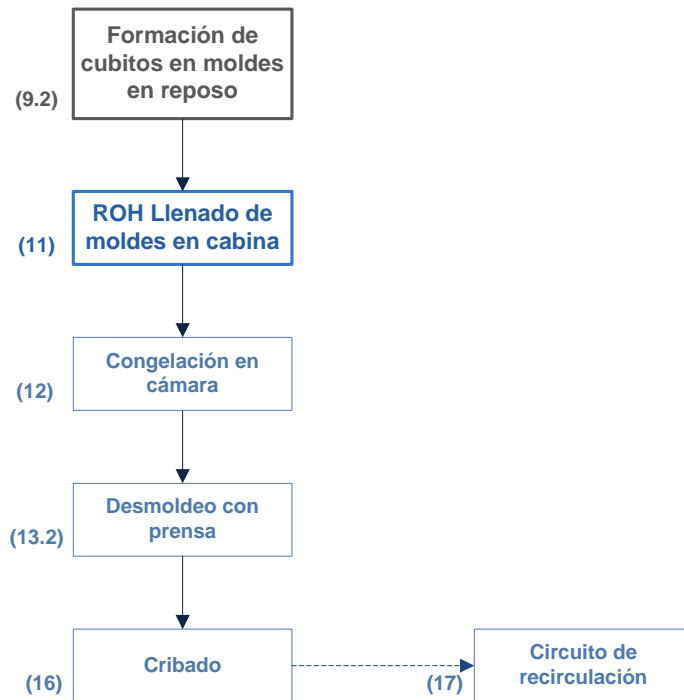 Formación de
cubitos en moldes
en reposo
(9.2)
ROH Llenado de
moldes en cabina
(11)
Congelación en
cámara
(12)
Desmoldeo con
prensa
(13.2)
Cribado
(16)
Circuito de
recirculación
(17)